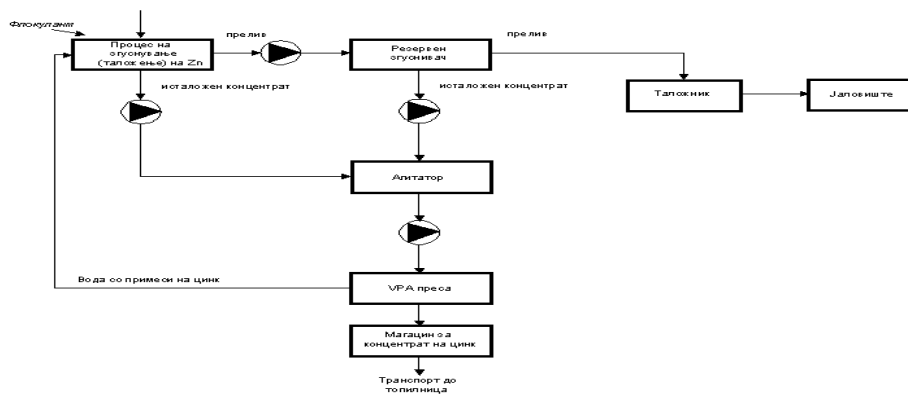 Флокулант
Процес на
згуснување
(таложење) на Zn
прелив
Резервен
згуснивач
прелив
исталожен концентрат
исталожен концентрат
Таложник
Јаловиште
Агитатор
Вода со примеси на цинк
VPA преса
Магацин за
концентрат на цинк
Транспорт до
топилница